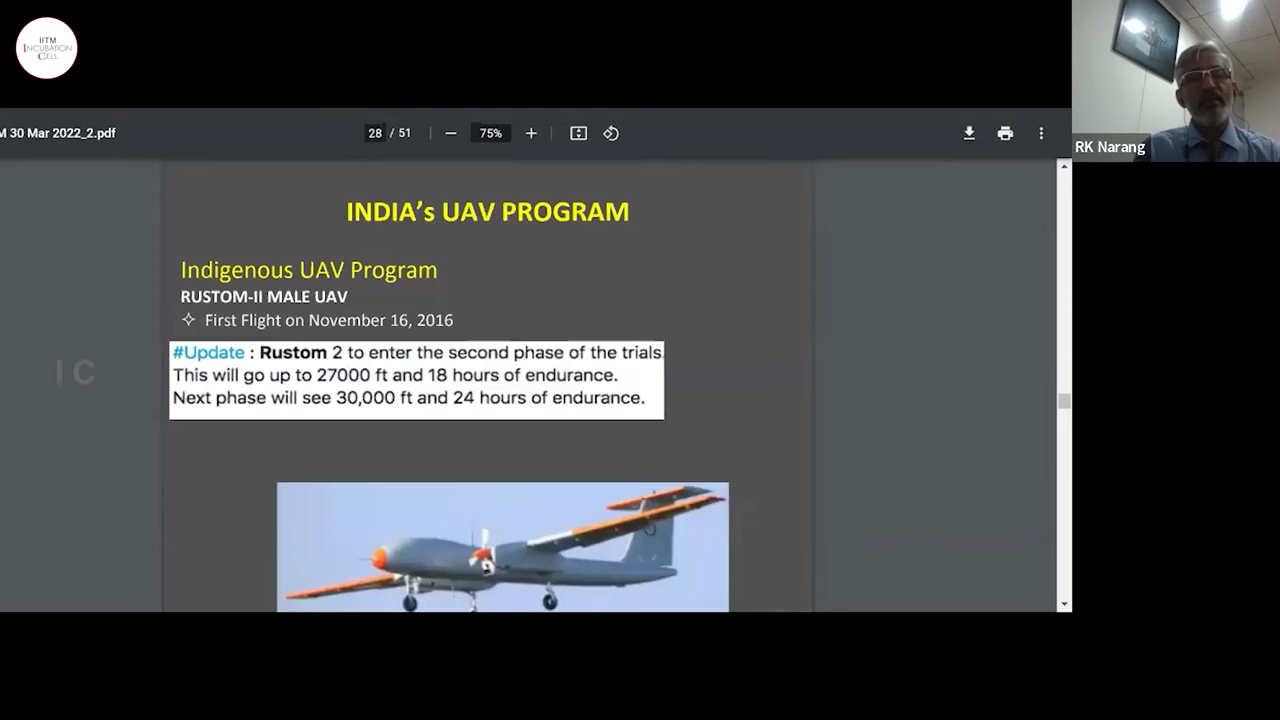 IITM
INCUBATION
CELL
M 30 Mar 2022_2.pdf
28 / 51
75%
RK Narang
INDIA's UAV PROGRAM
Indigenous UAV Program
RUSTOM-II MALE UAV
First Flight on November 16, 2016
#Update : Rustom 2 to enter the second phase of the trials.
This will go up to 27000 ft and 18 hours of endurance.
Next phase will see 30,000 ft and 24 hours of endurance.
I C